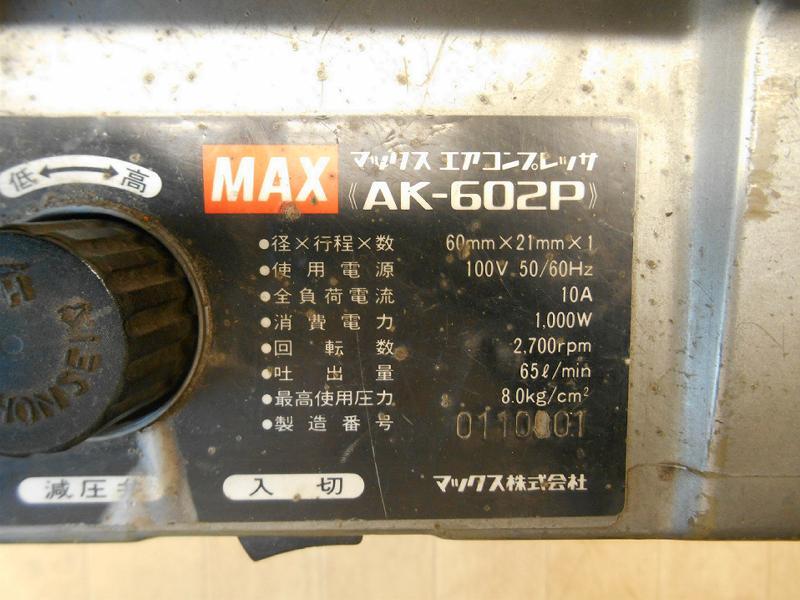 低 高
MAX
マックス エアコンプレッサ
《AK-602P》
●径×行程×数 60mm×21mm×1
●使用電源 100V 50/60Hz
●全負荷電流 10A
●消費電力 1,000W
●回転数 2,700rpm
●吐出量 65ℓ/min
●最高使用圧力 8.0kg/cm²
●製造番号
減圧弁 入 切
マックス株式会社